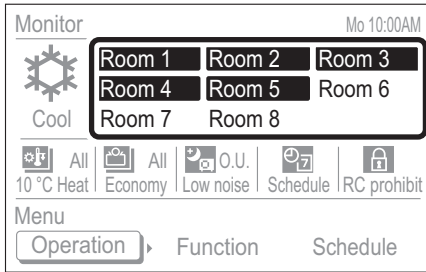 Monitor Mo 10:00AM
Room 1 Room 2 Room 3
Room 4 Room 5 Room 6
Cool Room 7 Room 8
All All O.U. 7
10 °C Heat Economy Low noise Schedule RC prohibit
Menu
Operation Function Schedule